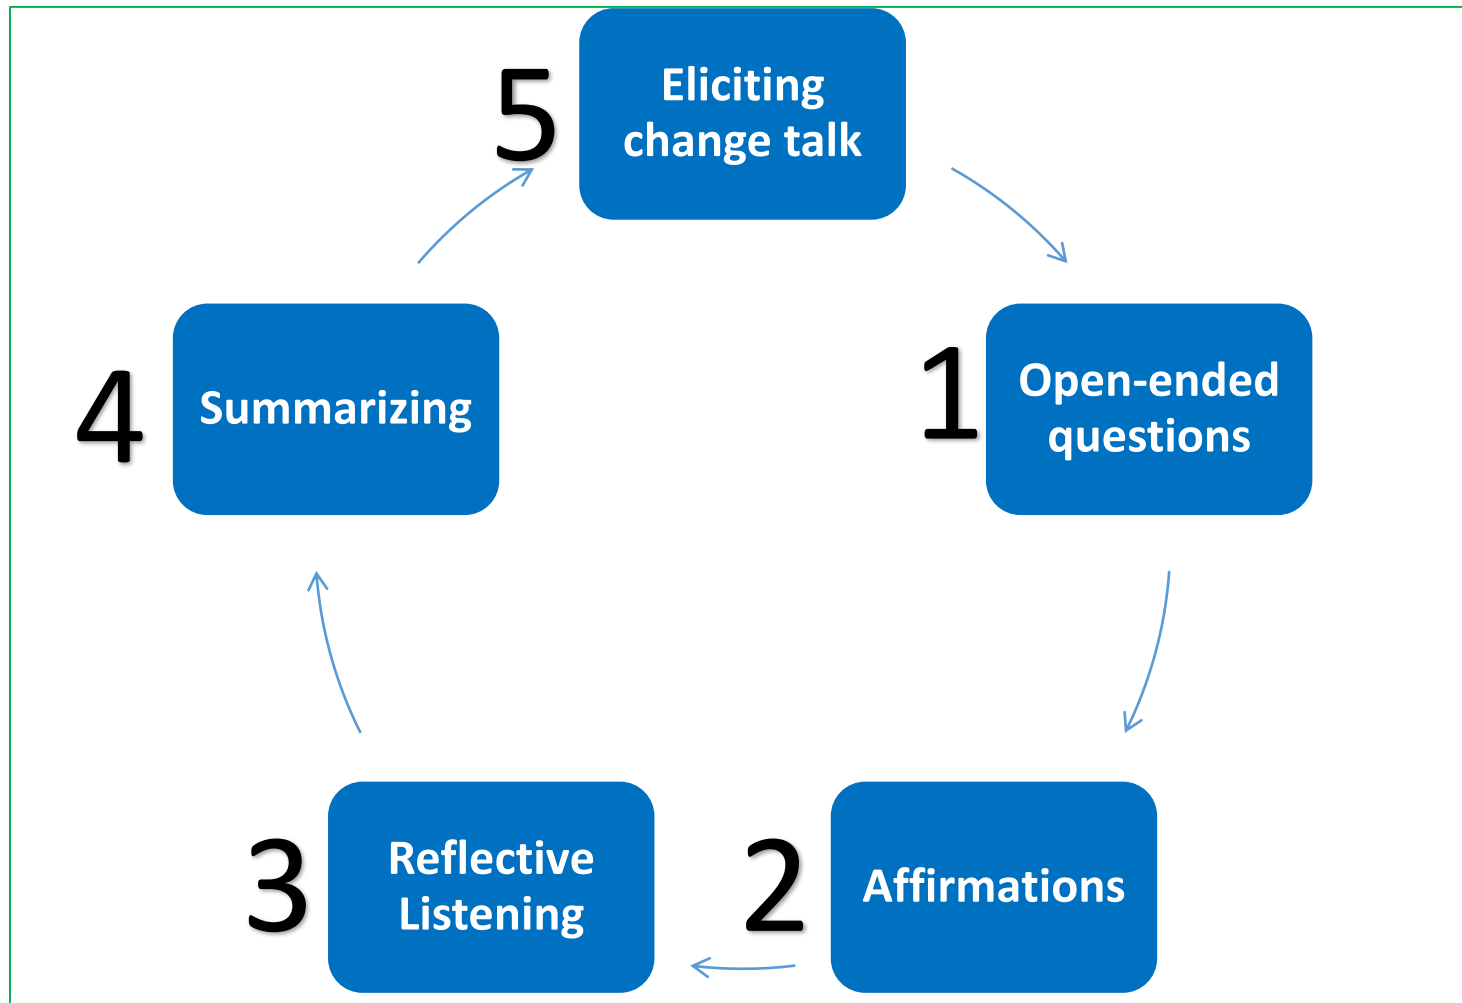 5
Eliciting
change talk
1
Open-ended
questions
2
Affirmations
3
Reflective
Listening
4
Summarizing